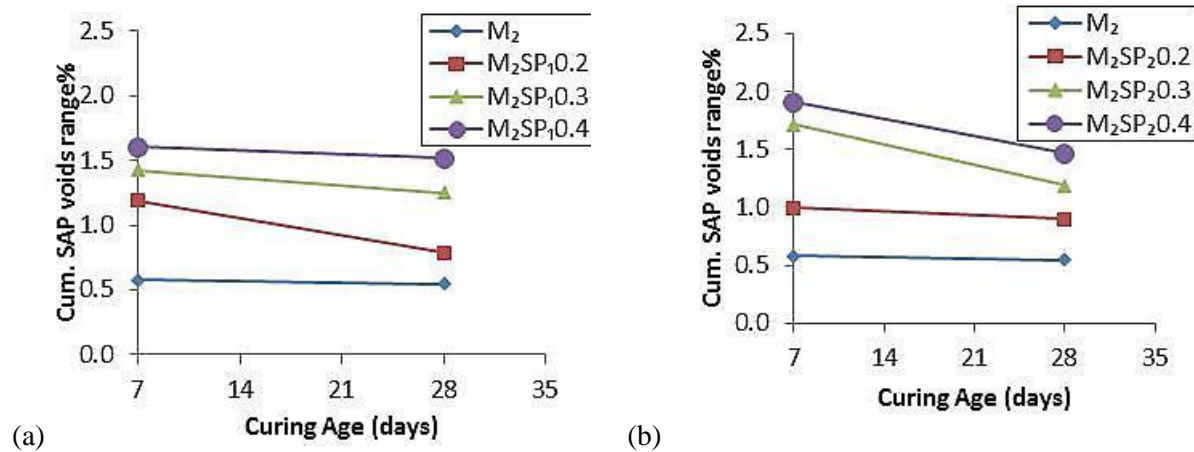 2.5
2.0
1.5
1.0
0.5
0.0
Cum. SAP voids range%
M₂
M₂SP₁0.2
M₂SP₁0.3
M₂SP₁0.4
7 14 21 28 35
Curing Age (days)
(a)
2.5
2.0
1.5
1.0
0.5
0.0
Cum. SAP voids range%
M₂
M₂SP₂0.2
M₂SP₂0.3
M₂SP₂0.4
7 14 21 28 35
Curing Age (days)
(b)